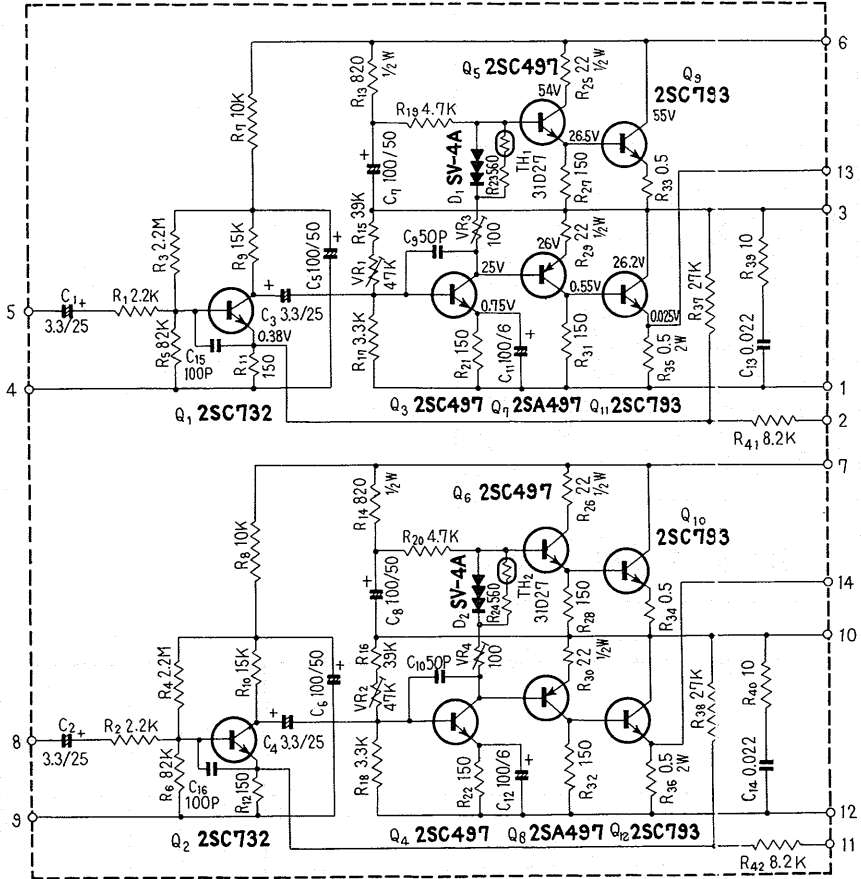 6
Q5 2SC497
Q9
2SC793
R13 820
½W
R25 22
½W
R7 10K
R19 4.7K
54V
55V
C7 100/50
+
D1 SV-4A
R23 560
TH1
31D27
26.5V
R27 150
R33 0.5
13
3
R3 2.2M
R9 15K
C5 100/50
+
R15 39K
VR1
47K
C9 50P
VR3
100
R29 22
½W
26V
26.2V
R37 27K
R39 10
5
C1+
3.3/25
R1 2.2K
+
C3 3.3/25
25V
0.75V
0.55V
0.025V
R5 82K
C15
100P
0.38V
R11
150
R17 3.3K
R21 150
C11 100/6
+
R31 150
R35 0.5
2W
C13 0.022
4
1
Q1 2SC732
Q3 2SC497
Q7 2SA497
Q11 2SC793
2
R41 8.2K
7
Q6 2SC497
Q10
2SC793
R14 820
½W
R26 22
½W
R8 10K
R20 4.7K
C8 100/50
+
D2 SV-4A
R24 560
TH2
31D27
R28 150
R34 0.5
14
10
R4 2.2M
R10 15K
C6 100/50
+
R16
39K
VR2
47K
C10 50P
VR4
100
R30 22
½W
R38 27K
R40 10
8
C2+
3.3/25
R2 2.2K
+
C4 3.3/25
R6 82K
C16
100P
R12 150
R18 3.3K
R22 150
C12 100/6
+
R32 150
R36 0.5
2W
C14 0.022
9
12
Q2 2SC732
Q4 2SC497
Q8 2SA497
Q12 2SC793
11
R42 8.2K